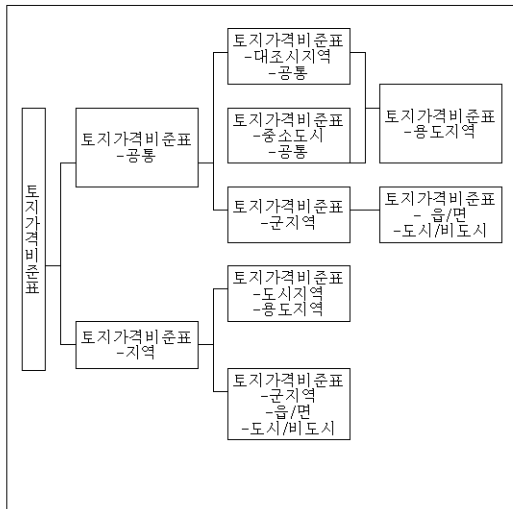 토지가격비준표
토지가격비준표
-공통
토지가격비준표
-대조시지역
-공통
토지가격비준표
-중소도시
-공통
토지가격비준표
-군지역
토지가격비준표
-용도지역
토지가격비준표
- 읍/면
-도시/비도시
토지가격비준표
-지역
토지가격비준표
-도시지역
-용도지역
토지가격비준표
-군지역
-읍/면
-도시/비도시